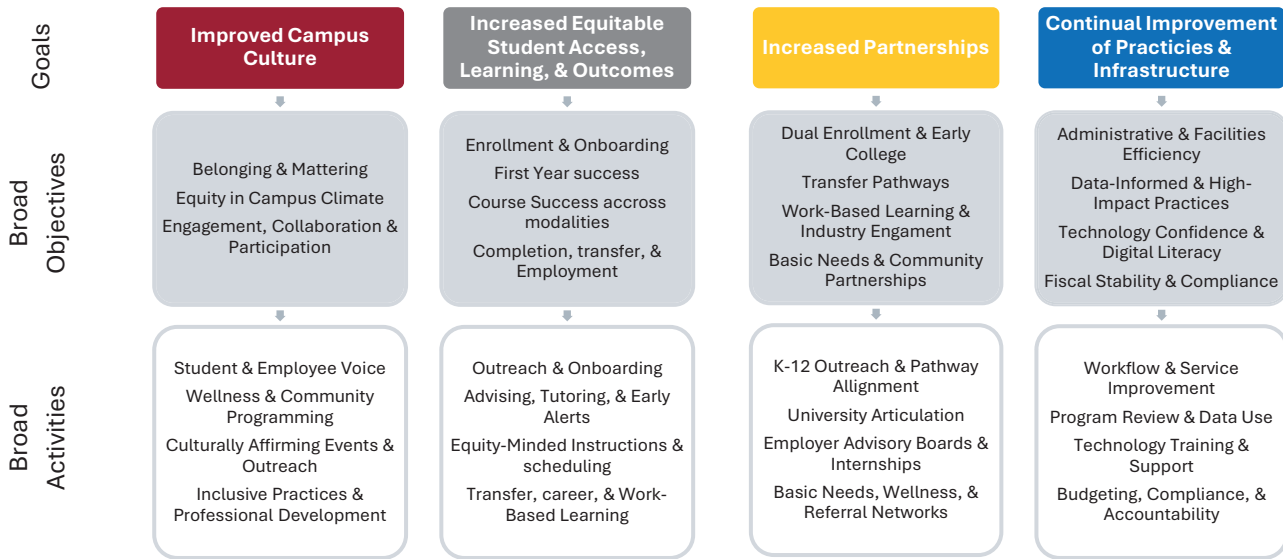 Goals
Improved Campus
Culture
Increased Equitable
Student Access,
Learning, & Outcomes
Increased Partnerships
Continual Improvement
of Practicies &
Infrastructure
Broad
Objectives
Belonging & Mattering
Equity in Campus Climate
Engagement, Collaboration &
Participation
Enrollment & Onboarding
First Year success
Course Success accross
modalities
Completion, transfer, &
Employment
Dual Enrollment & Early
College
Transfer Pathways
Work-Based Learning &
Industry Engament
Basic Needs & Community
Partnerships
Administrative & Facilities
Efficiency
Data-Informed & High-
Impact Practices
Technology Confidence &
Digital Literacy
Fiscal Stability & Compliance
Broad
Activities
Student & Employee Voice
Wellness & Community
Programming
Culturally Affirming Events &
Outreach
Inclusive Practices &
Professional Development
Outreach & Onboarding
Advising, Tutoring, & Early
Alerts
Equity-Minded Instructions &
scheduling
Transfer, career, & Work-
Based Learning
K-12 Outreach & Pathway
Allignment
University Articulation
Employer Advisory Boards &
Internships
Basic Needs, Wellness, &
Referral Networks
Workflow & Service
Improvement
Program Review & Data Use
Technology Training &
Support
Budgeting, Compliance, &
Accountability